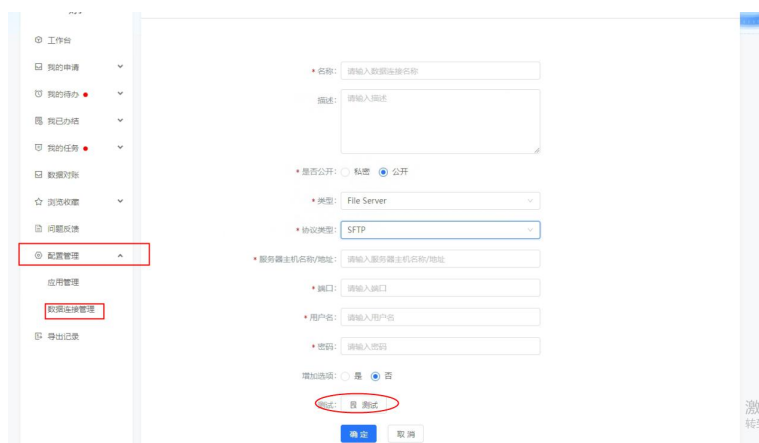 工作台
我的申请
我的待办
我已办结
我的任务
数据对账
浏览收藏
问题反馈
配置管理
应用管理
数据连接管理
导出记录
* 名称: 请输入数据连接名称
描述: 请输入描述
* 是否公开: 私密 公开
* 类型: File Server
* 协议类型: SFTP
* 服务器主机名称/地址: 请输入服务器主机名称/地址
* 端口: 请输入端口
* 用户名: 请输入用户名
* 密码: 请输入密码
增加选项: 是 否
测试: 测试
确定 取消
激
转到